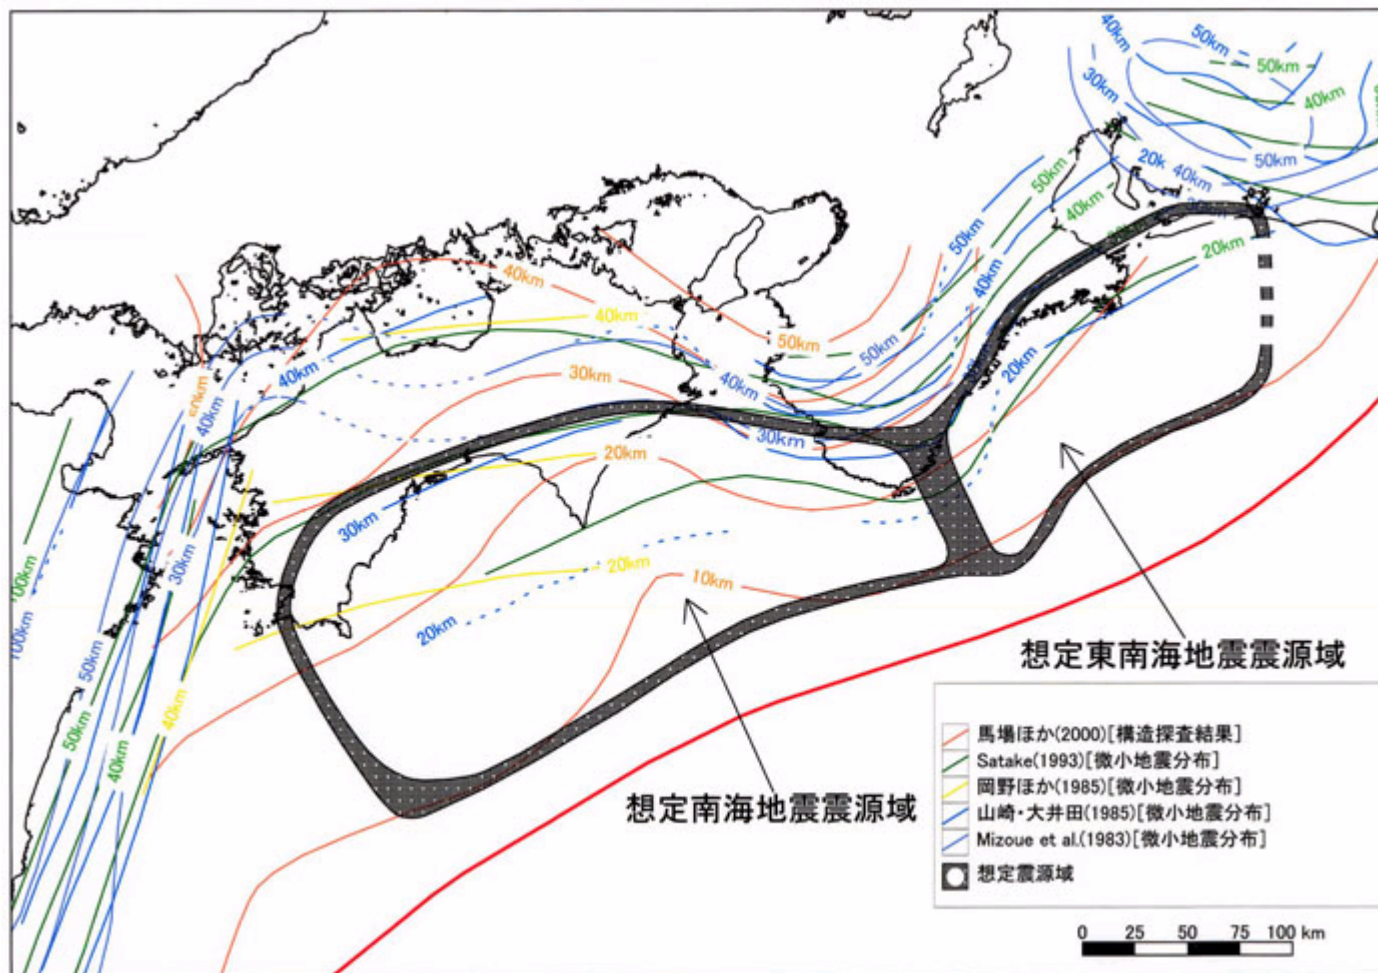 40km
50km
50km
30km
40km
50km
20k
40km
50km
40km
50km
20km
40km
40km
40km
50km
40km
50km
20km
40km
30km
40km
40km
30km
20km
30km
20km
30km
10km
20km
100km
100km
50km
40km
50km
40km
想定東南海地震震源域
想定南海地震震源域
馬場ほか(2000)[構造探査結果]
Satake(1993)[微小地震分布]
岡野ほか(1985)[微小地震分布]
山崎・大井田(1985)[微小地震分布]
Mizoue et al.(1983)[微小地震分布]
想定震源域
0 25 50 75 100 km